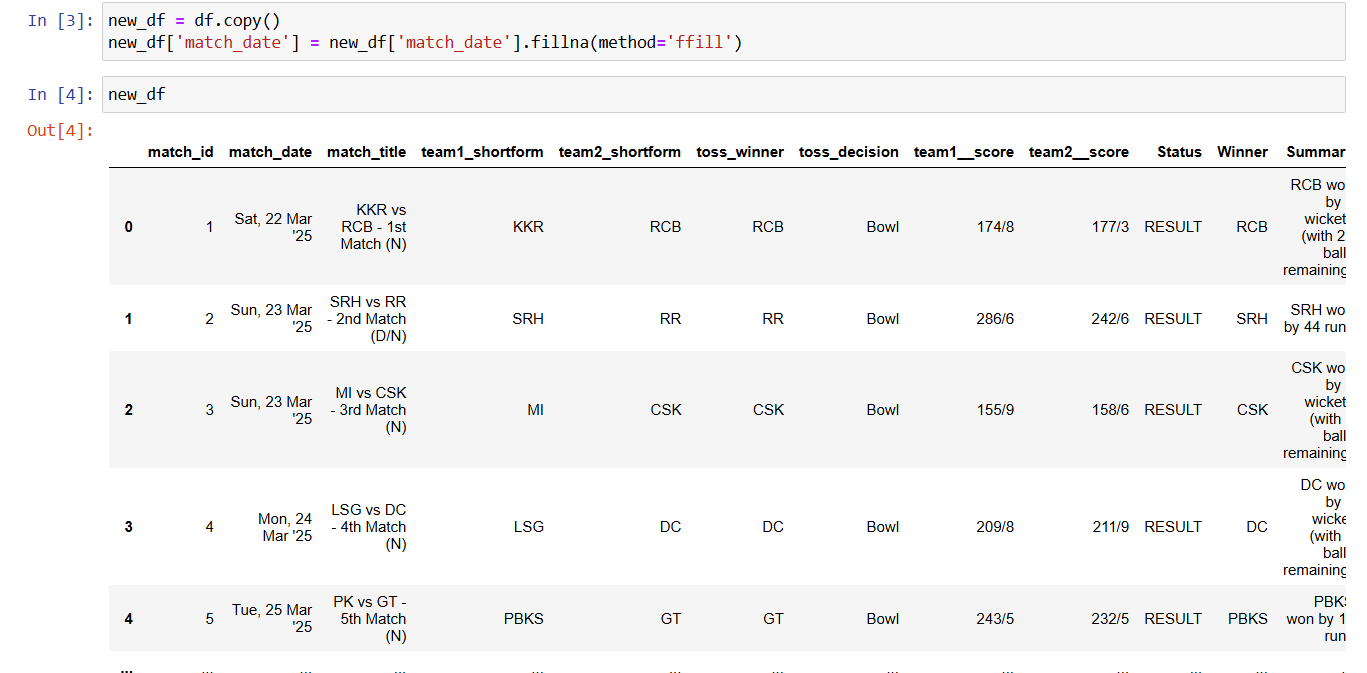 In [3]: new_df = df.copy()
new_df['match_date'] = new_df['match_date'].fillna(method='ffill')
In [4]: new_df
Out[4]:
match_id match_date match_title team1_shortform team2_shortform toss_winner toss_decision team1__score team2__score Status Winner Summar
RCB wo
KKR vs by
0 1 Sat, 22 Mar RCB - 1st KKR RCB RCB Bowl 174/8 177/3 RESULT RCB wicket
'25 Match (N) (with 2
ball
remaining
1 2 Sun, 23 Mar SRH vs RR SRH RR RR Bowl 286/6 242/6 RESULT SRH SRH wo
'25 - 2nd Match by 44 run
(D/N)
CSK wo
MI vs CSK by
2 3 Sun, 23 Mar - 3rd Match MI CSK CSK Bowl 155/9 158/6 RESULT CSK wicket
'25 (N) (with
ball
remaining
DC wo
LSG vs DC by
3 4 Mon, 24 - 4th Match LSG DC DC Bowl 209/8 211/9 RESULT DC wicke
Mar '25 (N) (with
ball
remaining
PK vs GT - PBK
4 5 Tue, 25 Mar 5th Match PBKS GT GT Bowl 243/5 232/5 RESULT PBKS won by 1
'25 (N) run
... ... ... ... ... ... ... ... ... ... ... ...